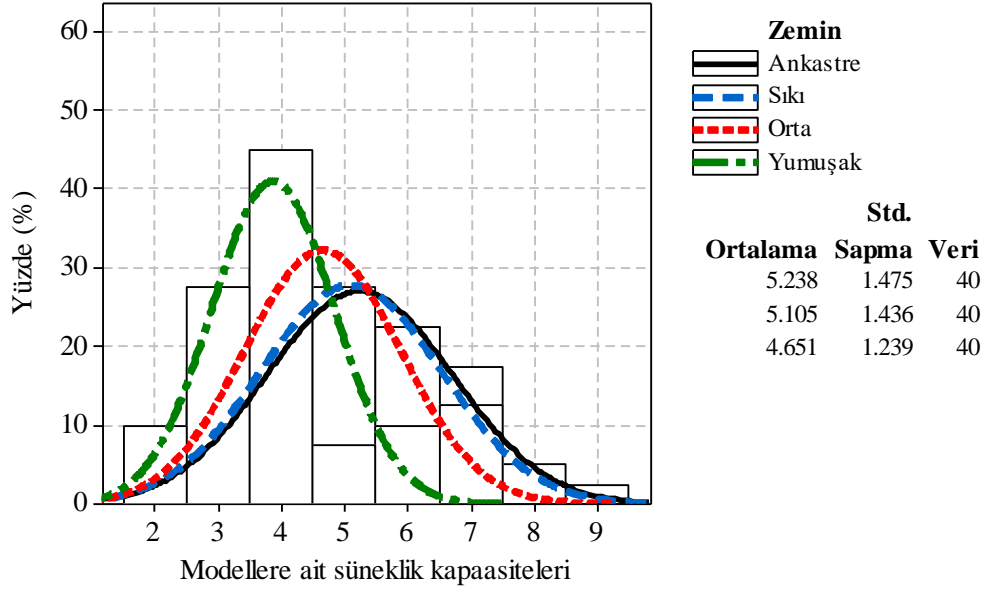 60
50
40
30
20
10
0
Yüzde (%)
2 3 4 5 6 7 8 9
Modellere ait süneklik kapaasiteleri
Zemin
Ankastre
Sıkı
Orta
Yumuşak
Std.
Ortalama Sapma Veri
5.238 1.475 40
5.105 1.436 40
4.651 1.239 40